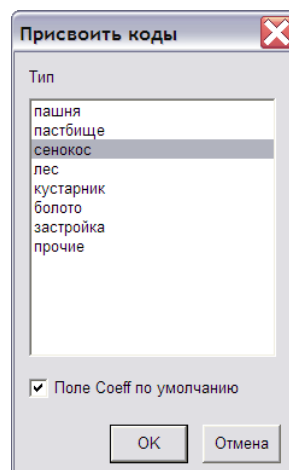 Присвоить коды
Тип
пашня
пастбище
сенокос
лес
кустарник
болото
застройка
прочие
Поле Coeff по умолчанию
OK Отмена